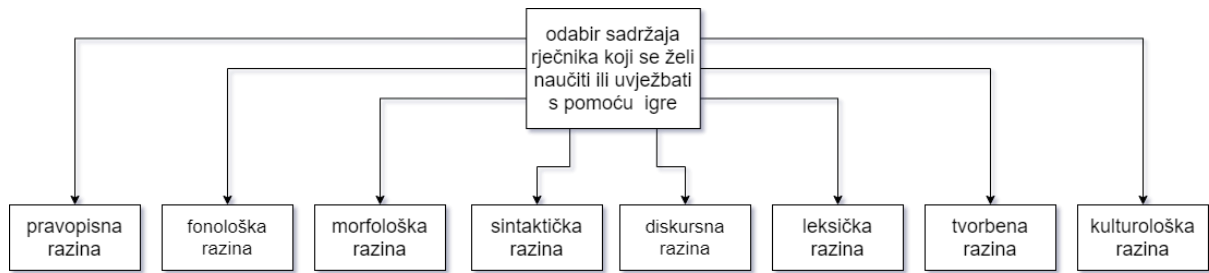 odabir sadržaja
rječnika koji se želi
naučiti ili uvježbati
s pomoću igre
pravopisna
razina
fonološka
razina
morfološka
razina
sintaktička
razina
diskursna
razina
leksička
razina
tvorbena
razina
kulturološka
razina